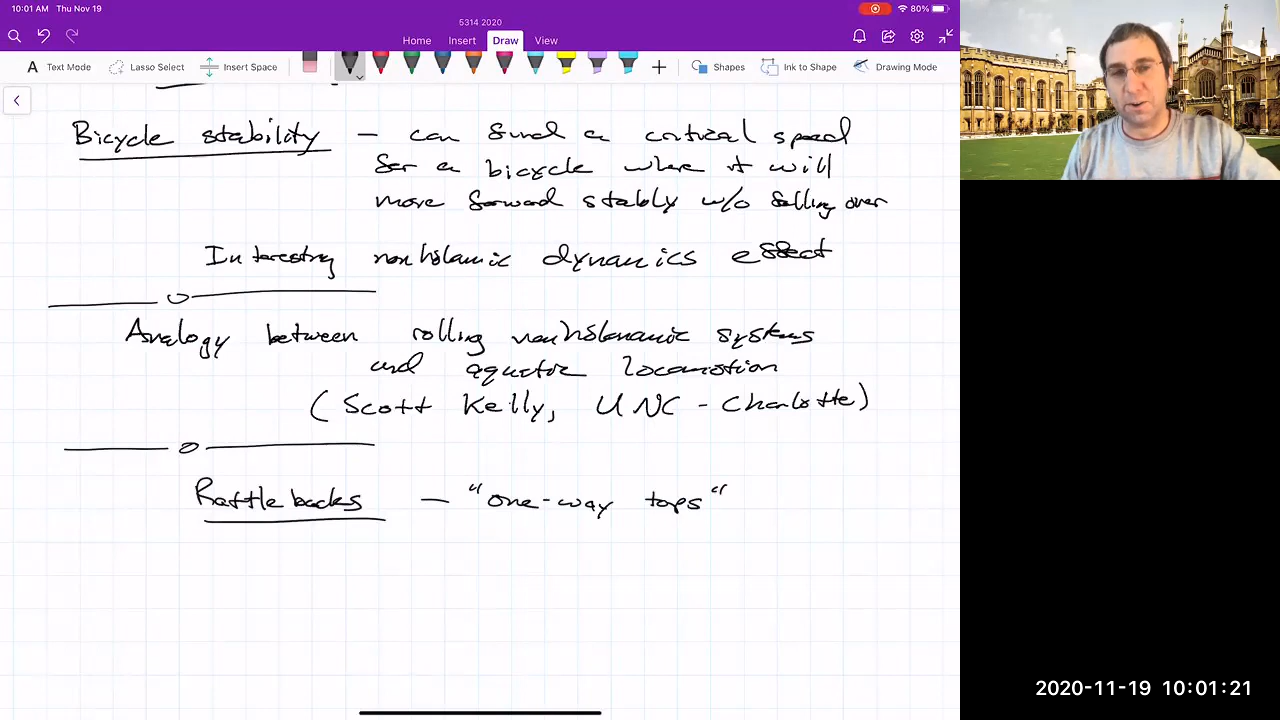 10:01 AM Thu Nov 19
80%
5314 2020
Home Insert Draw View
Text Mode Lasso Select Insert Space Shapes Ink to Shape Drawing Mode
Bicycle stability – can find a critical speed
for a bicycle where it will
move forward stably w/o falling over
Interesting nonholonomic dynamics effect
Analogy between rolling nonholonomic systems
and aquatic locomotion
(Scott Kelly, UNC - Charlotte)
Rattlebacks – "one-way tops"
2020-11-19 10:01:21